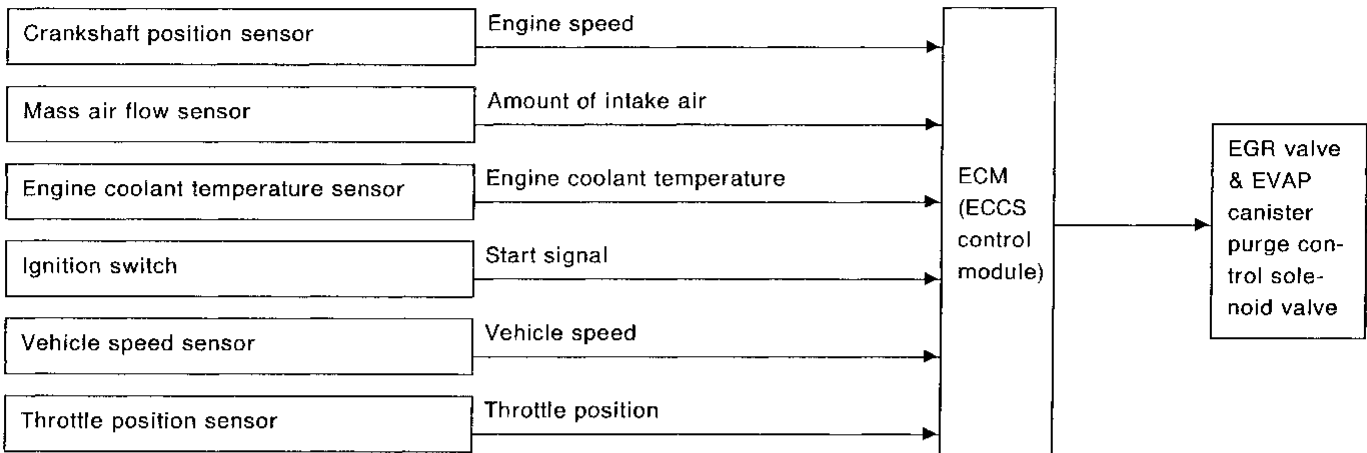 Crankshaft position sensor
Engine speed
Mass air flow sensor
Amount of intake air
Engine coolant temperature sensor
Engine coolant temperature
Ignition switch
Start signal
Vehicle speed sensor
Vehicle speed
Throttle position sensor
Throttle position
ECM
(ECCS
control
module)
EGR valve
& EVAP
canister
purge con-
trol sole-
noid valve